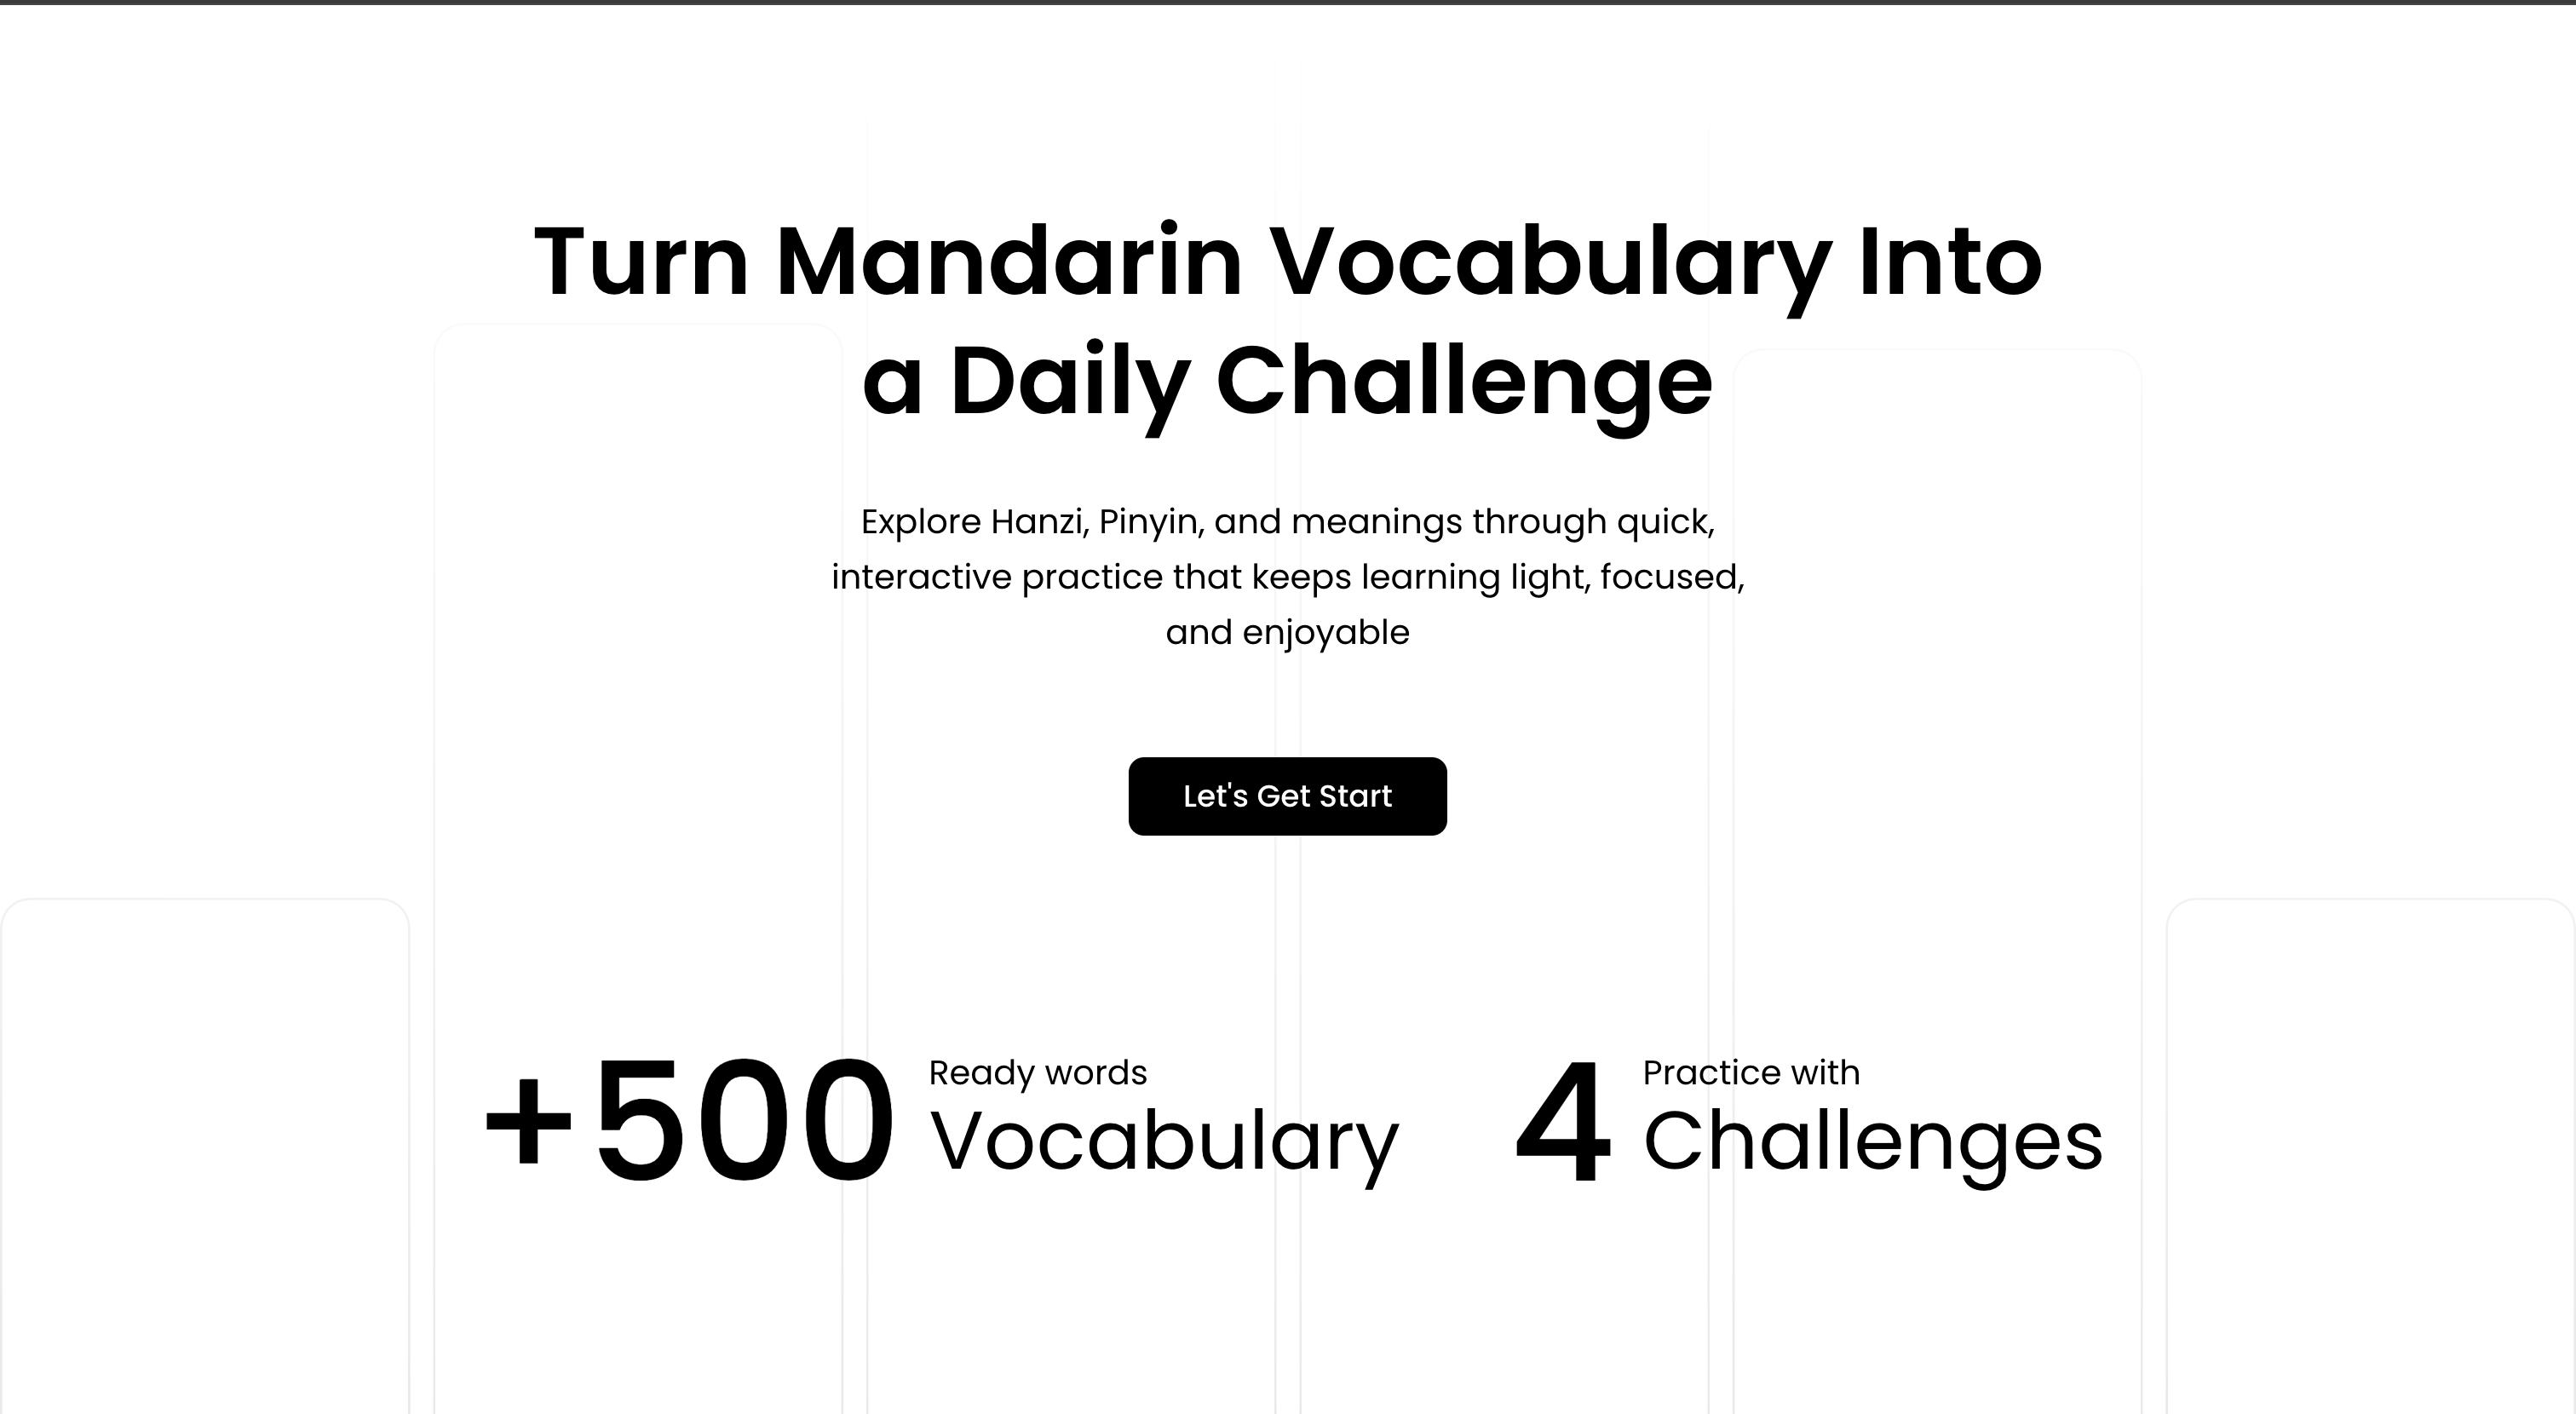 Turn Mandarin Vocabulary Into
a Daily Challenge
Explore Hanzi, Pinyin, and meanings through quick,
interactive practice that keeps learning light, focused,
and enjoyable
Let's Get Start
+500
Ready words
Vocabulary
4
Practice with
Challenges